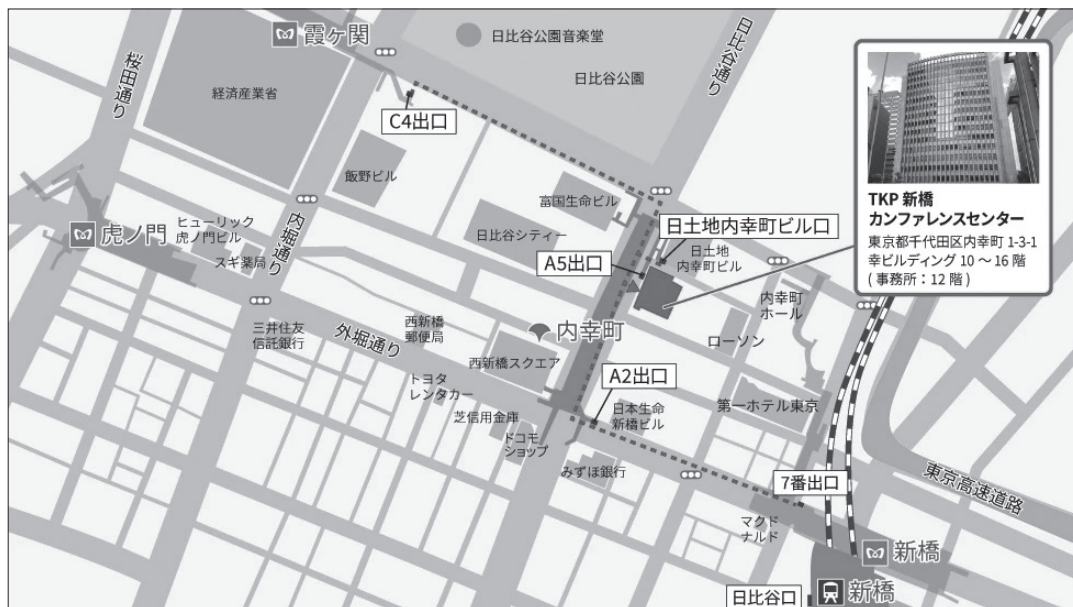 霞ヶ関
日比谷公園音楽堂
日比谷公園
日比谷通り
桜田通り
経済産業省
C4出口
飯野ビル
内堀通り
富国生命ビル
日比谷シティー
虎ノ門
ヒューリック
虎ノ門ビル
スギ薬局
日土地内幸町ビル口
A5出口
日土地
内幸町ビル
TKP 新橋
カンファレンスセンター
東京都千代田区内幸町 1-3-1
幸ビルディング 10 ～ 16 階
( 事務所：12 階 )
内幸町
ホール
ローソン
内幸町
三井住友
信託銀行
外堀通り
西新橋
郵便局
西新橋スクエア
トヨタ
レンタカー
芝信用金庫
ドコモ
ショップ
A2出口
日本生命
新橋ビル
みずほ銀行
第一ホテル東京
7番出口
東京高速道路
マクド
ナルド
新橋
日比谷口
新橋